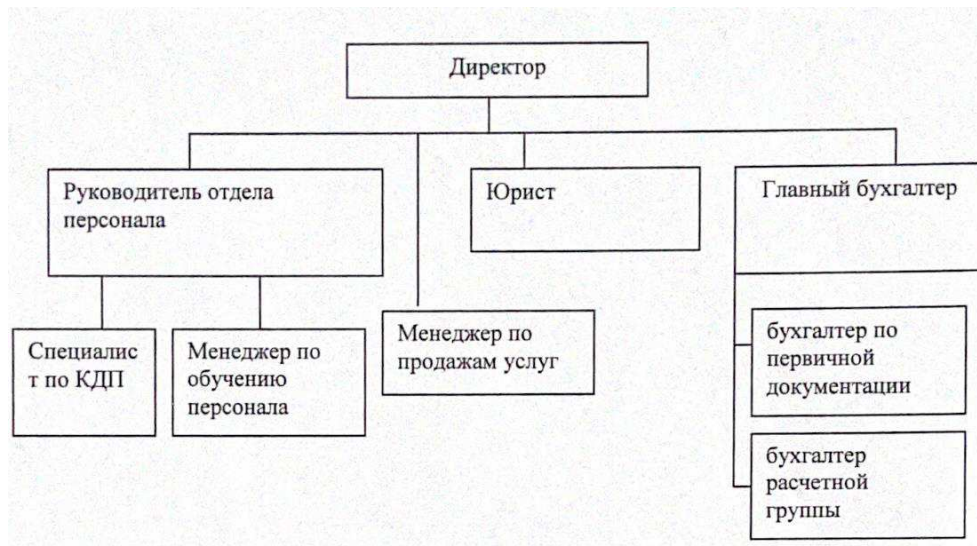 Директор
Руководитель отдела
персонала
Юрист
Главный бухгалтер
Специалис
т по КДП
Менеджер по
обучению
персонала
Менеджер по
продажам услуг
бухгалтер по
первичной
документации
бухгалтер
расчетной
группы